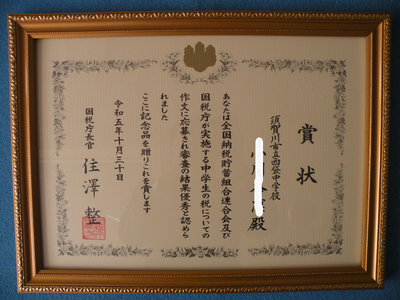 賞状
須賀川市立西袋中学校
殿
あなたは全国納税貯蓄組合連合会及び
国税庁が実施する中学生の税についての
作文に応募され審査の結果優秀と認めら
れました
ここに記念品を贈りこれを賞します
令和五年十月三十日
国税庁長官 住澤整